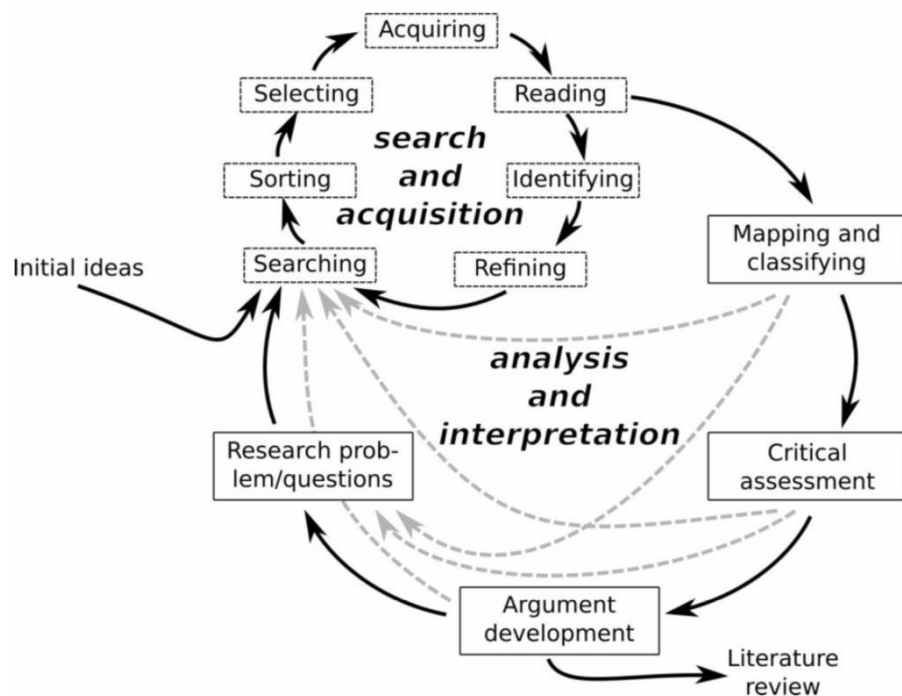 Acquiring
Selecting
Reading
search
and
acquisition
Sorting
Identifying
Mapping and
classifying
Initial ideas
Searching
Refining
analysis
and
interpretation
Research prob-
lem/questions
Critical
assessment
Argument
development
Literature
review